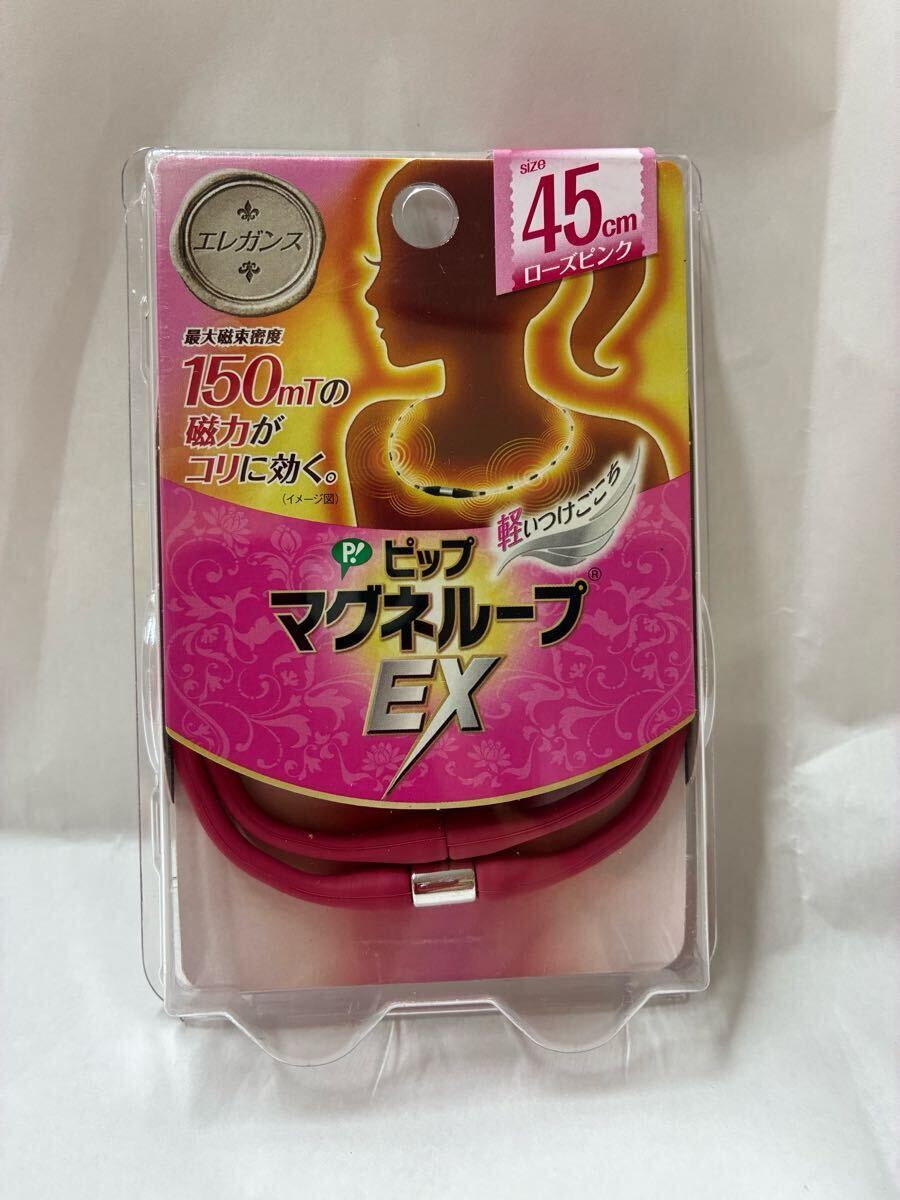 エレガンス
size
45cm
ローズピンク
最大磁束密度
150mTの
磁力が
コリに効く。
(イメージ図)
軽いつけごこち
P!
ピップ
マグネループ®
EX